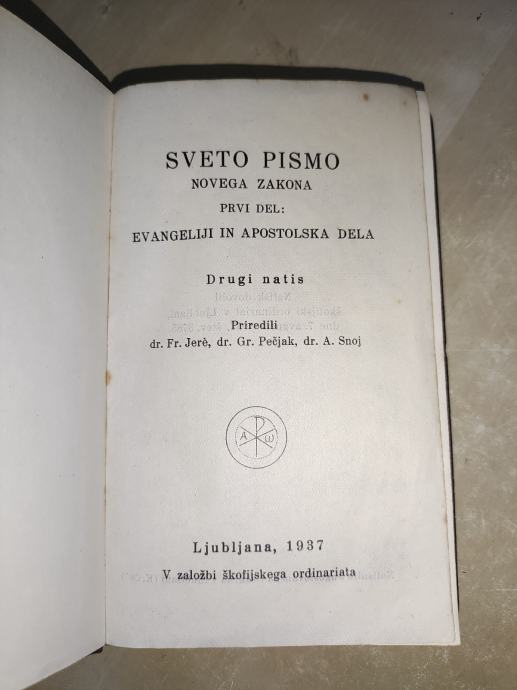 SVETO PISMO
NOVEGA ZAKONA
PRVI DEL:
EVANGELIJI IN APOSTOLSKA DELA
Drugi natis
Priredili
dr. Fr. Jerè, dr. Gr. Pečjak, dr. A. Snoj
A P ω
Ljubljana, 1937
V založbi škofijskega ordinariata